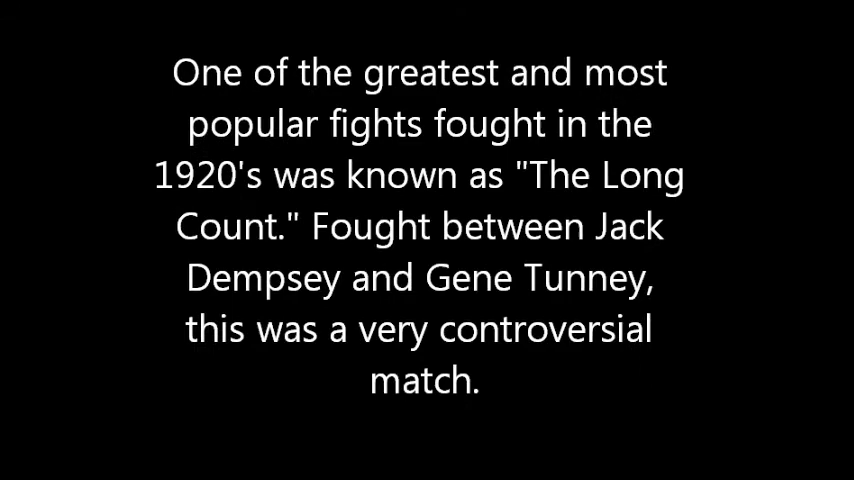 One of the greatest and most
popular fights fought in the
1920's was known as "The Long
Count." Fought between Jack
Dempsey and Gene Tunney,
this was a very controversial
match.